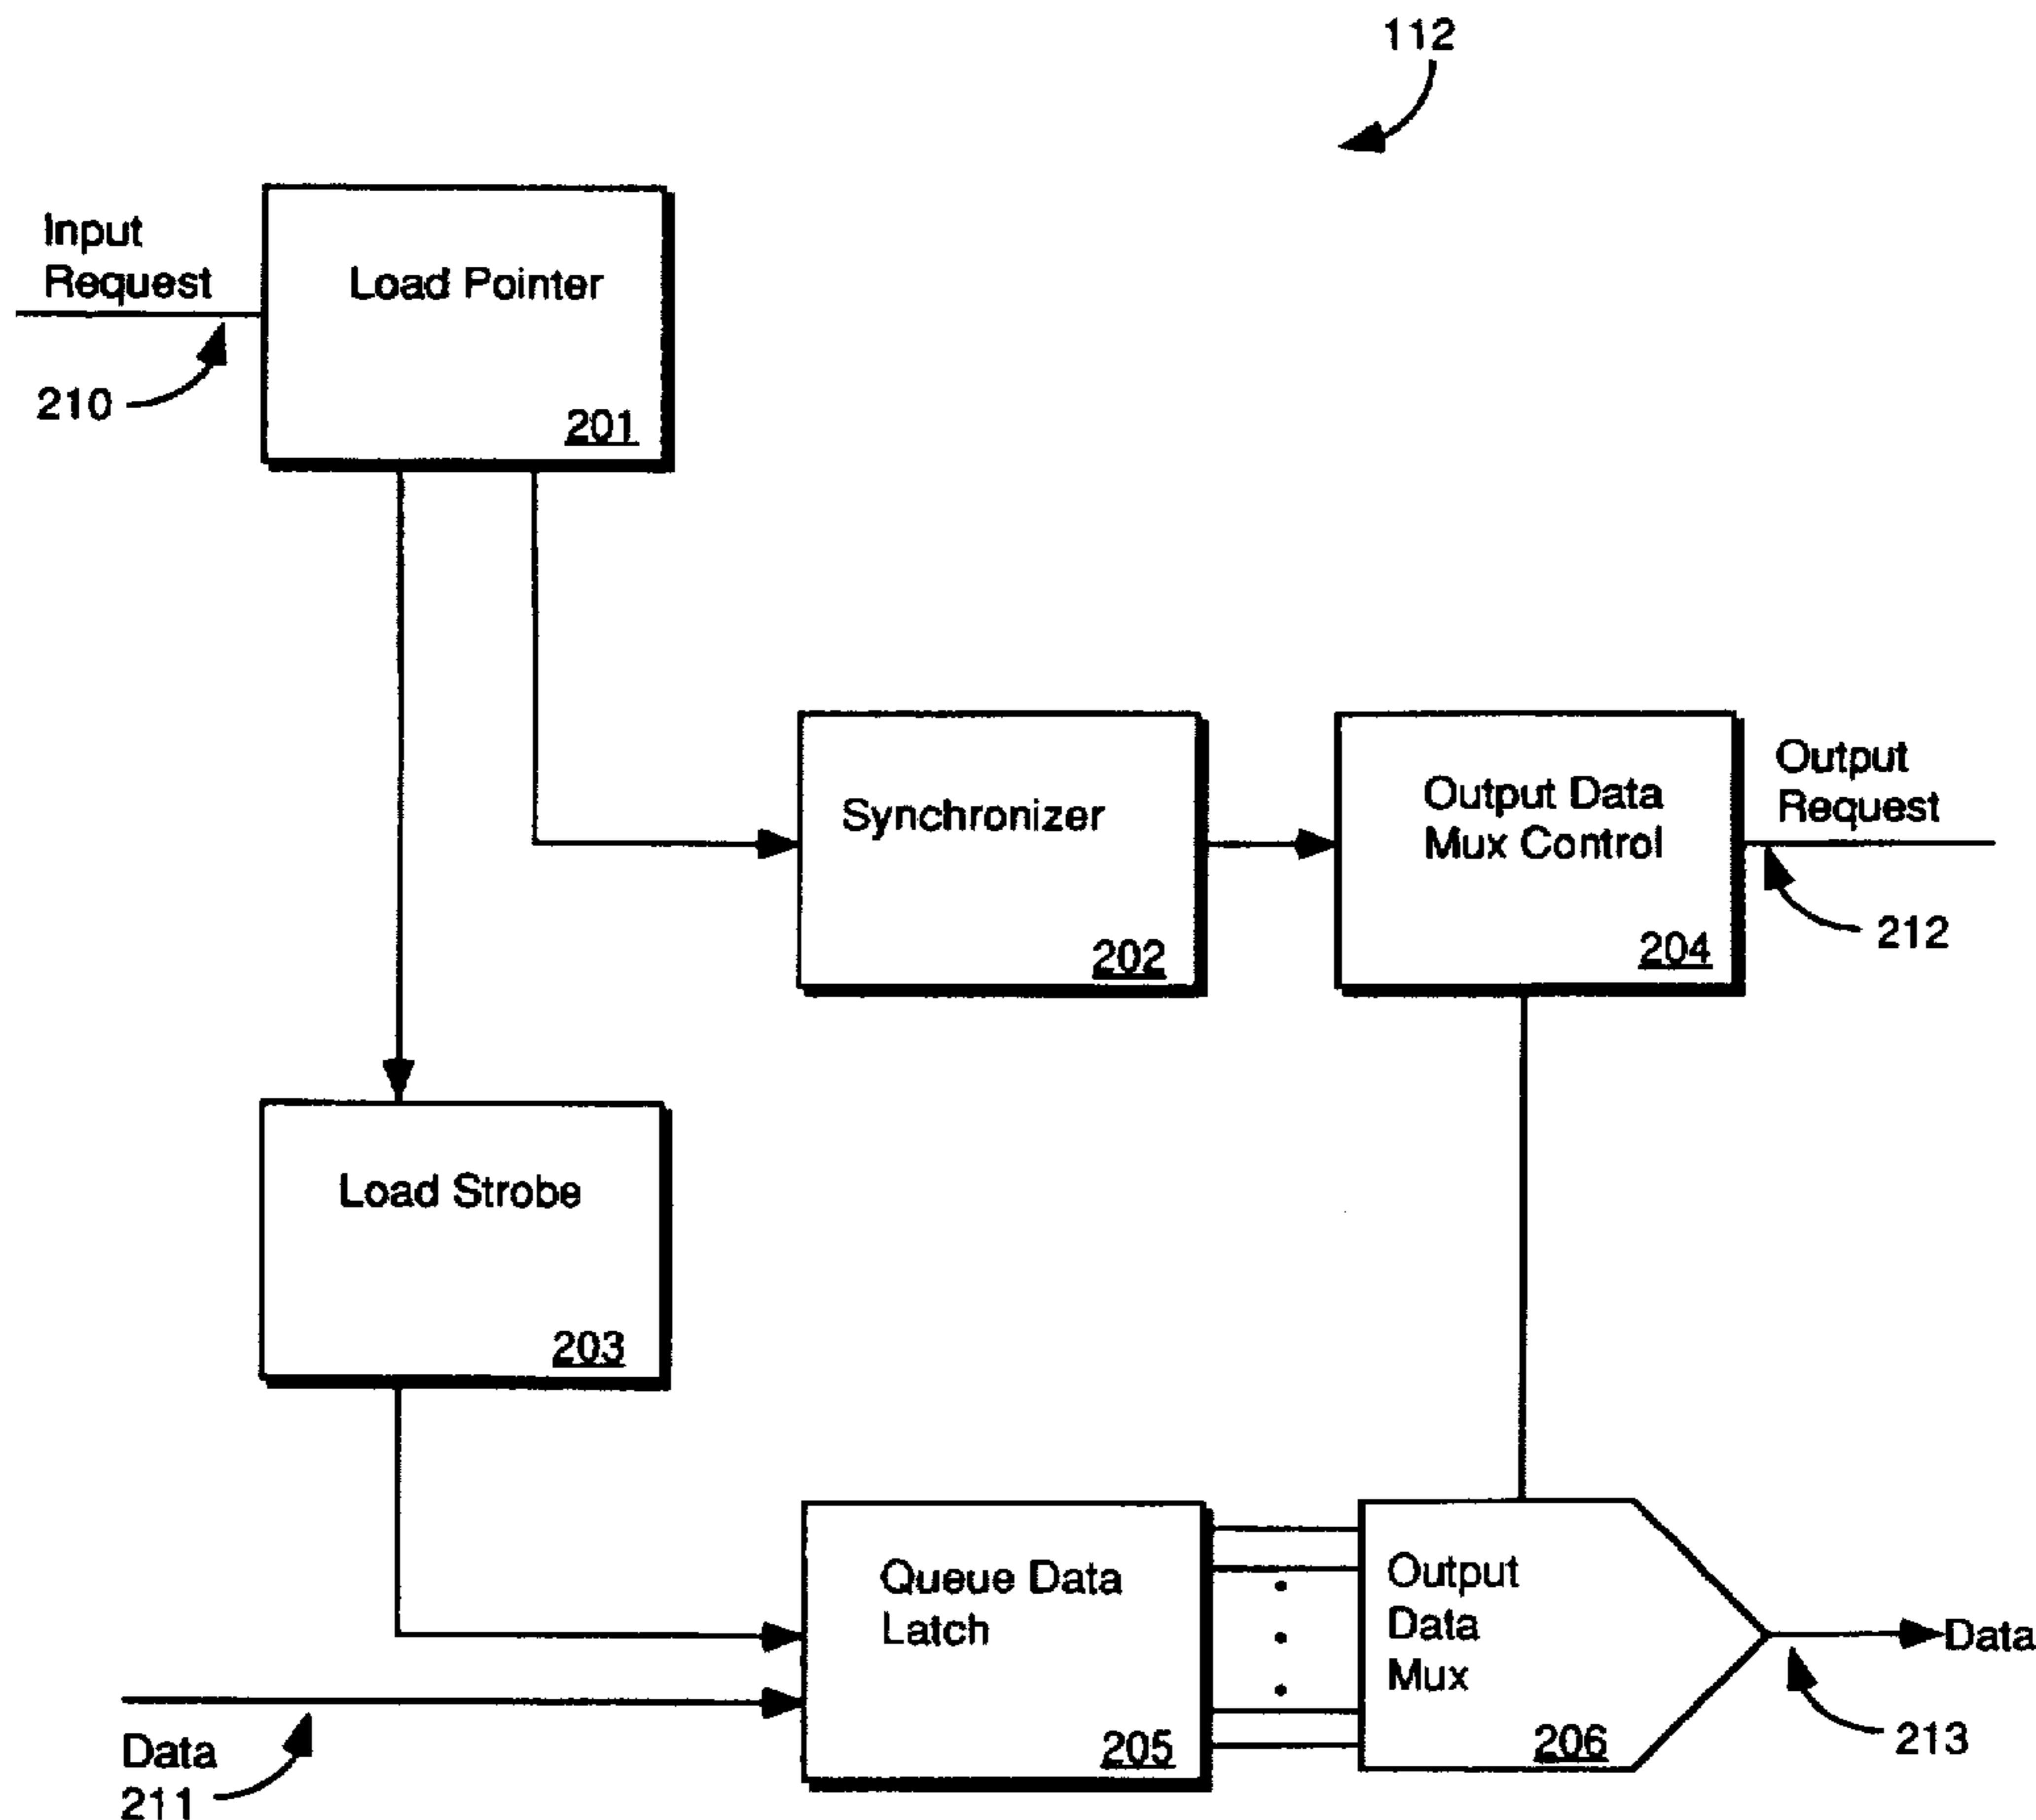 112
Input
Request
210
Load Pointer
201
Synchronizer
202
Output Data
Mux Control
204
Output
Request
212
Load Strobe
203
Queue Data
Latch
205
Output
Data
Mux
206
Data
213
Data
211